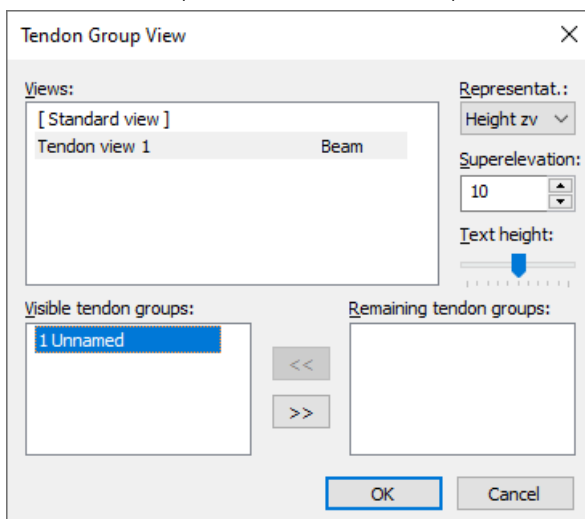 Tendon Group View
Views:
[ Standard view ]
Tendon view 1 Beam
Representat.:
Height zv
Superelevation:
10
Text height:
Visible tendon groups:
1 Unnamed
<<
>>
Remaining tendon groups:
OK
Cancel